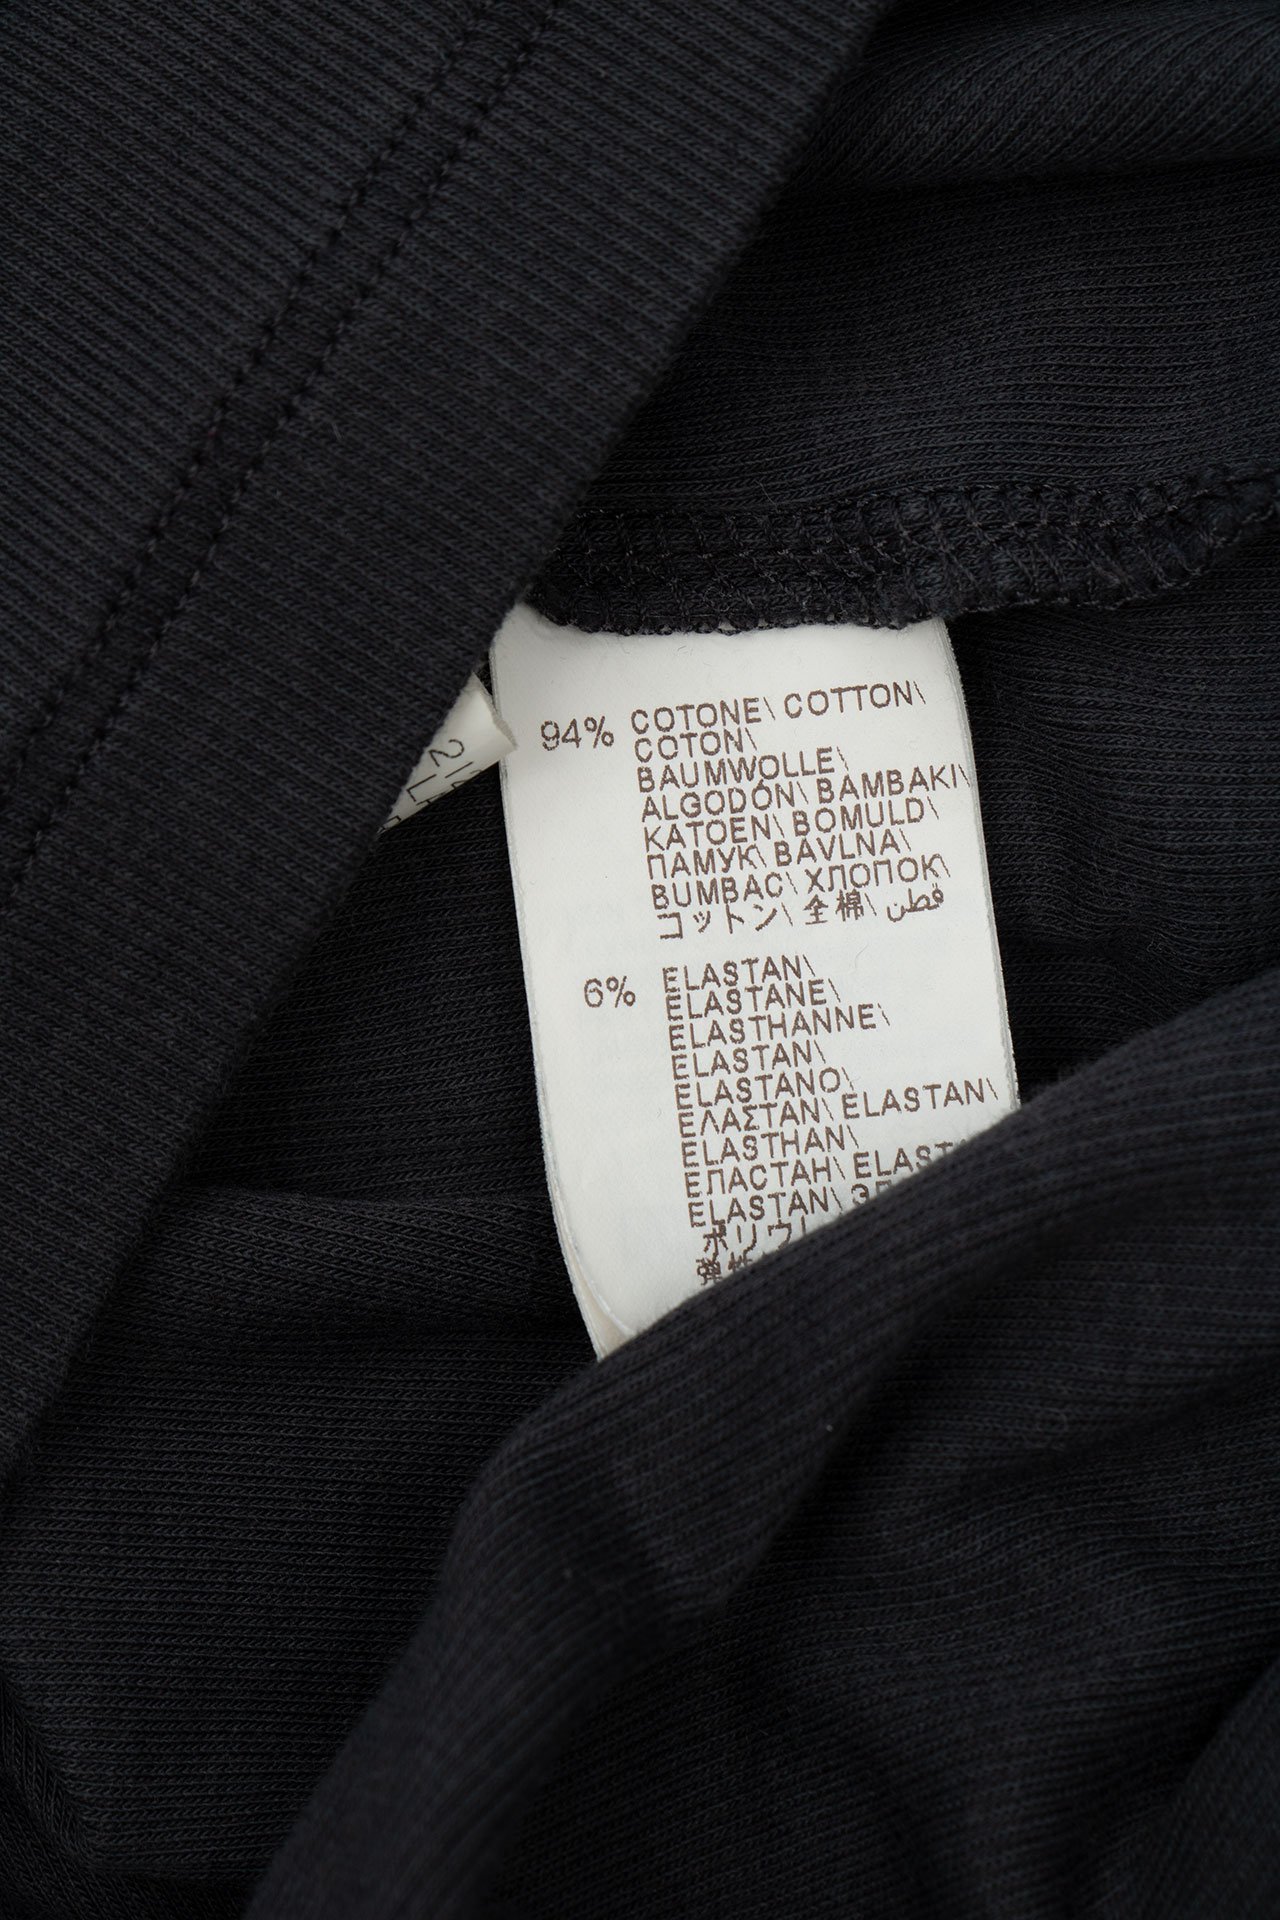 94% COTONE\ COTTON\
COTON\
BAUMWOLLE\
ALGODÓN\ BAMBAKI\
KATOEN\ BOMULD\
ПАМУК\ BAVLNA\
BUMBAC\ ХЛОПОК\
コットン\ 全棉\ قطن
6% ELASTAN\
ELASTANE\
ELASTHANNE\
ELASTAN\
ELASTANO\
ΕΛΑΣΤΑΝ\ ELASTAN\
ELASTHAN\
ЕПАСТАН\
ELASTAN\